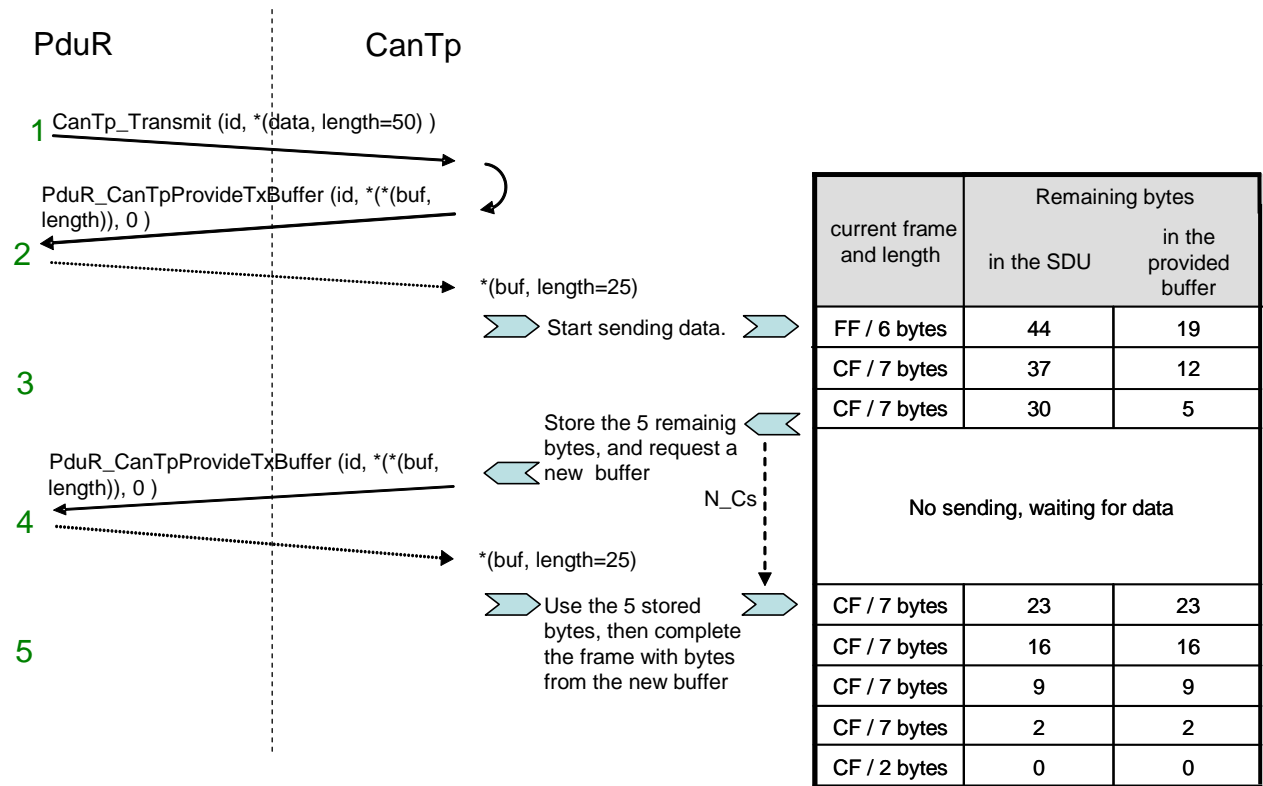 PduR
CanTp
1
CanTp_Transmit (id, *(data, length=50) )
PduR_CanTpProvideTxBuffer (id, *(*(buf,
length)), 0 )
2
*(buf, length=25)
Start sending data.
3
Store the 5 remainig
bytes, and request a
new buffer
PduR_CanTpProvideTxBuffer (id, *(*(buf,
length)), 0 )
N_Cs
4
*(buf, length=25)
Use the 5 stored
bytes, then complete
the frame with bytes
from the new buffer
5
current frame
and length
Remaining bytes
in the SDU
in the
provided
buffer
FF / 6 bytes 44 19
CF / 7 bytes 37 12
CF / 7 bytes 30 5
No sending, waiting for data
CF / 7 bytes 23 23
CF / 7 bytes 16 16
CF / 7 bytes 9 9
CF / 7 bytes 2 2
CF / 2 bytes 0 0